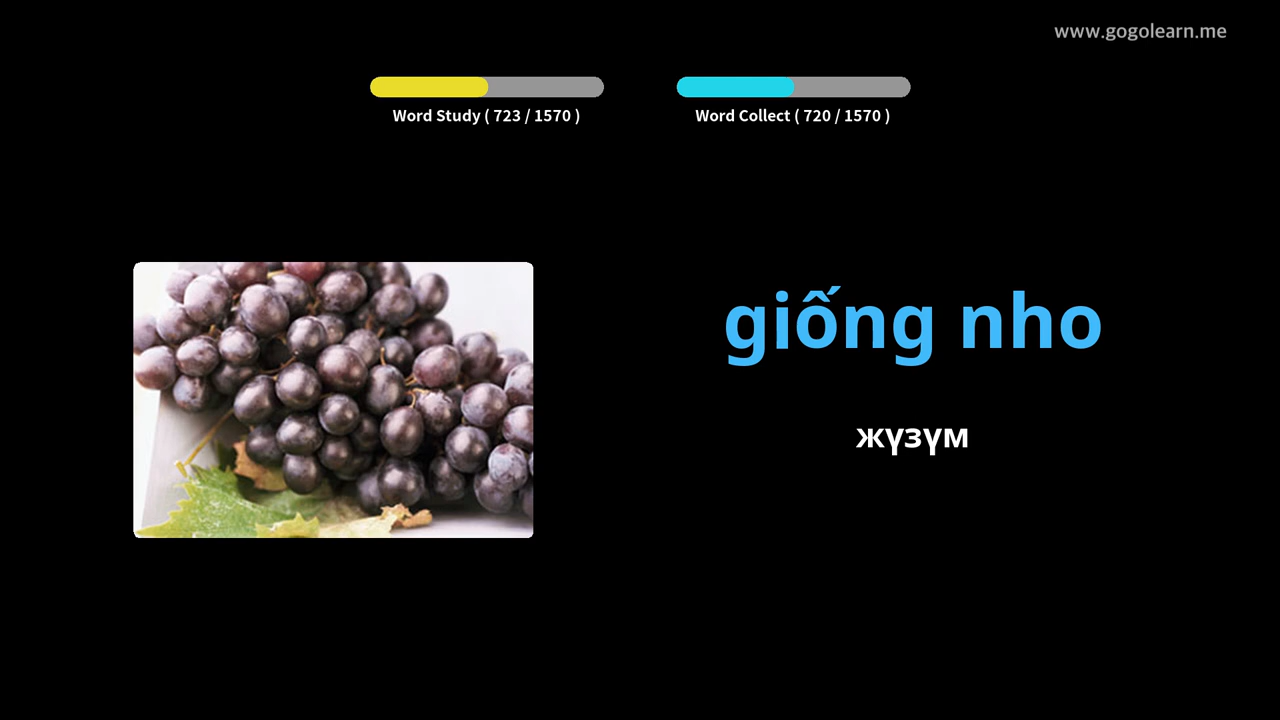 www.gogolearn.me
Word Study ( 723 / 1570 )
Word Collect ( 720 / 1570 )
giống nho
жүзүм